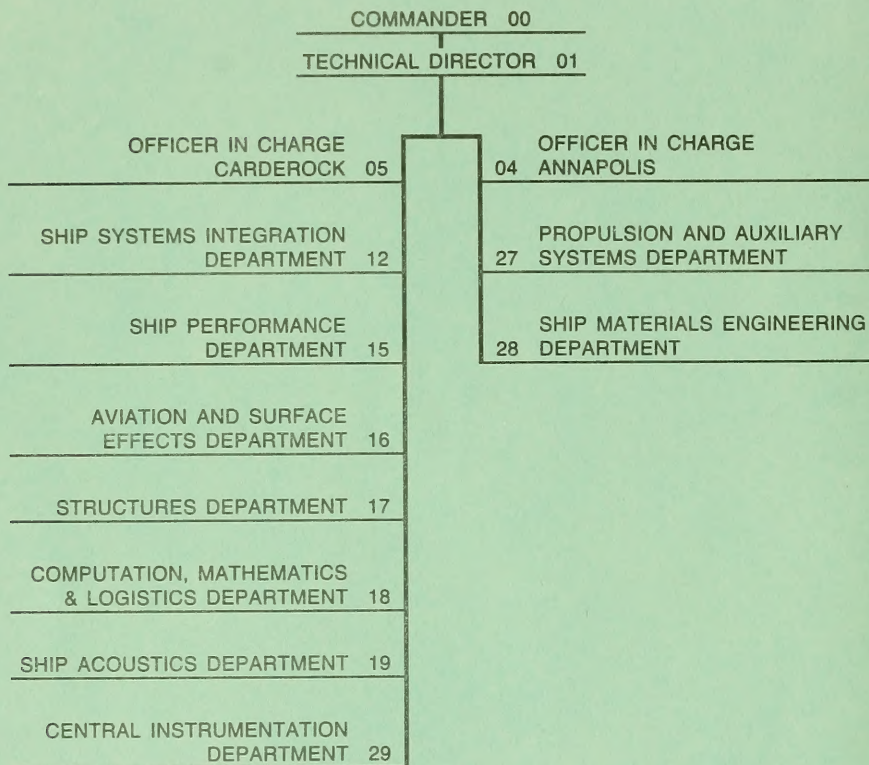 COMMANDER 00
TECHNICAL DIRECTOR 01
OFFICER IN CHARGE
CARDEROCK 05
SHIP SYSTEMS INTEGRATION
DEPARTMENT 12
SHIP PERFORMANCE
DEPARTMENT 15
AVIATION AND SURFACE
EFFECTS DEPARTMENT 16
STRUCTURES DEPARTMENT 17
COMPUTATION, MATHEMATICS
& LOGISTICS DEPARTMENT 18
SHIP ACOUSTICS DEPARTMENT 19
CENTRAL INSTRUMENTATION
DEPARTMENT 29
OFFICER IN CHARGE
04 ANNAPOLIS
PROPULSION AND AUXILIARY
27 SYSTEMS DEPARTMENT
SHIP MATERIALS ENGINEERING
28 DEPARTMENT